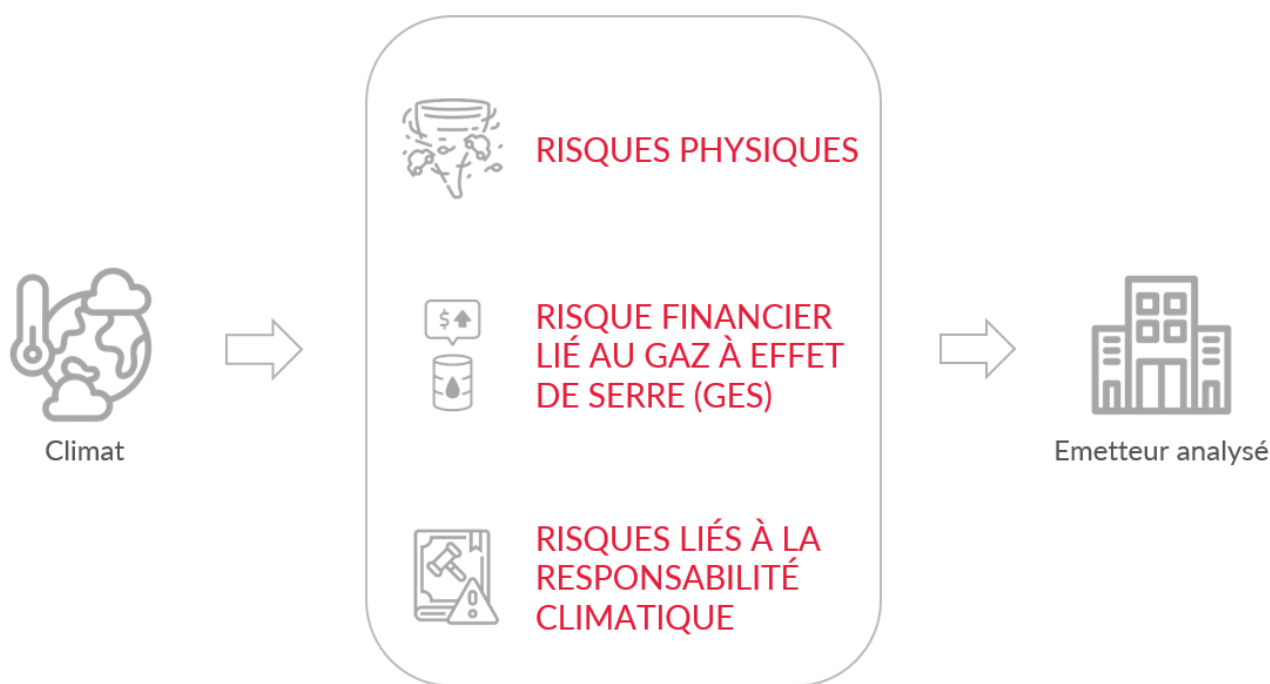 RISQUES PHYSIQUES
$
RISQUE FINANCIER
LIÉ AU GAZ À EFFET
DE SERRE (GES)
Climat
Emetteur analysé
RISQUES LIÉS À LA
RESPONSABILITÉ
CLIMATIQUE